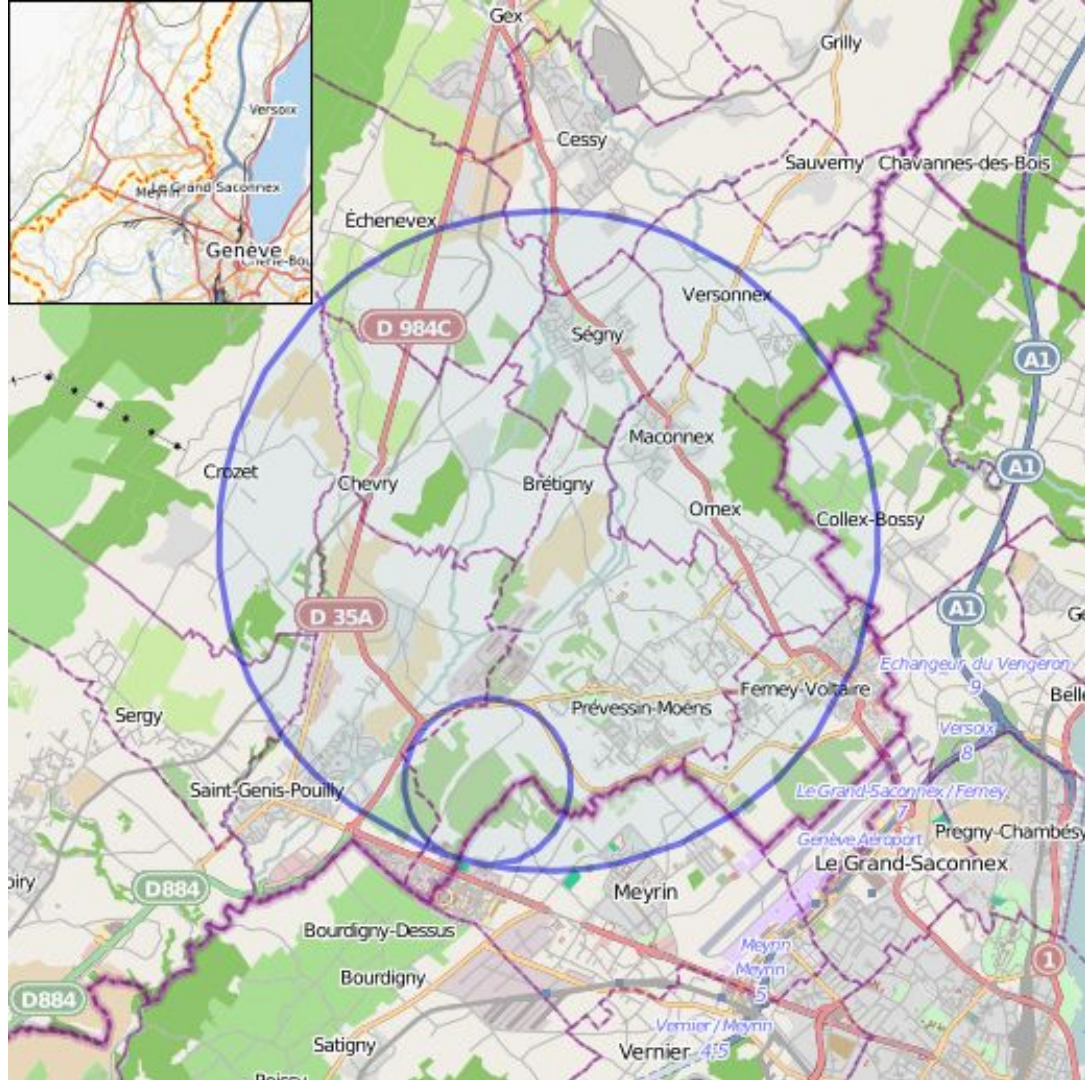 Gex
Grilly
Versoix
Cessy
Sauverny
Chavannes-des-Bois
Meyrin
Le Grand Saconnex
Échenevex
Genève
Versonnex
D 984C
Ségny
A1
Maconnex
Crozet
Chevry
Brétigny
A1
Omex
Collex-Bossy
D 35A
A1
Echangeur du Vengeron
9
Ferney-Voltaire
Prévessin-Moëns
Sergy
Versoix
8
Saint-Genis-Pouilly
Le Grand-Saconnex / Ferney
7
Genève Aéroport
Pregny-Chambésy
Le Grand-Saconnex
D884
Meyrin
Bourdigny-Dessus
Meyrin
Meyrin
5
1
Bourdigny
D884
Vernier / Meyrin
4-5
Satigny
Vernier